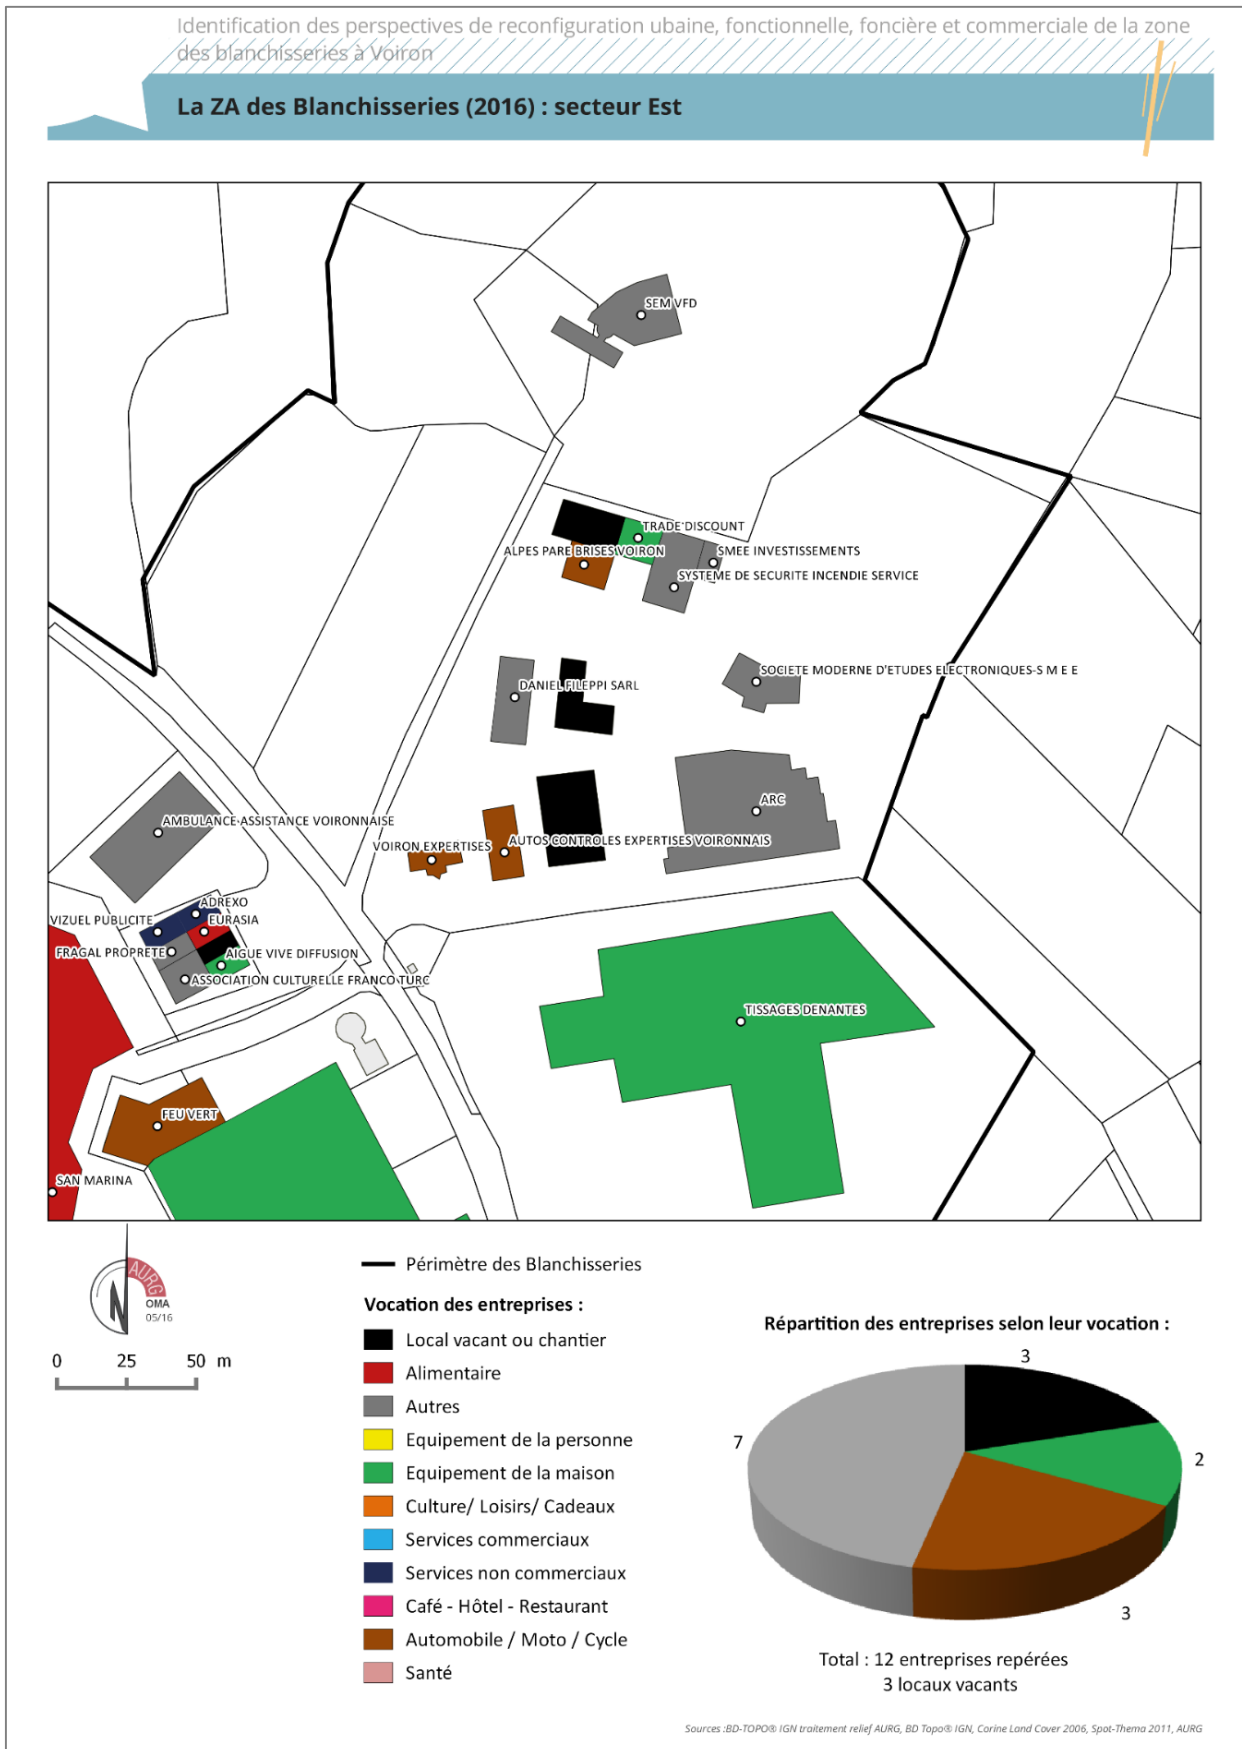 Identification des perspectives de reconfiguration ubaine, fonctionnelle, foncière et commerciale de la zone
des blanchisseries à Voiron
La ZA des Blanchisseries (2016) : secteur Est
SEM VFD
TRADE DISCOUNT
ALPES PARE BRISES VOIRON
SMEE INVESTISSEMENTS
SYSTEME DE SECURITE INCENDIE SERVICE
SOCIETE MODERNE D'ETUDES ELECTRONIQUES-S M E E
DANIEL FILEPPI SARL
ARC
AMBULANCE ASSISTANCE VOIRONNAISE
AUTOS CONTROLES EXPERTISES VOIRONNAIS
VOIRON EXPERTISES
ADREXO
VIZUEL PUBLICITE
EURASIA
FRAGAL PROPRETE
AIGUE VIVE DIFFUSION
ASSOCIATION CULTURELLE FRANCO TURC
TISSAGES DENANTES
FEU VERT
SAN MARINA
AURG
N
OMA
05/16
0 25 50 m
Périmètre des Blanchisseries
Vocation des entreprises :
Local vacant ou chantier
Alimentaire
Autres
Equipement de la personne
Equipement de la maison
Culture/ Loisirs/ Cadeaux
Services commerciaux
Services non commerciaux
Café - Hôtel - Restaurant
Automobile / Moto / Cycle
Santé
Répartition des entreprises selon leur vocation :
3
7
2
3
Total : 12 entreprises repérées
3 locaux vacants
Sources :BD-TOPO® IGN traitement relief AURG, BD Topo® IGN, Corine Land Cover 2006, Spot-Thema 2011, AURG